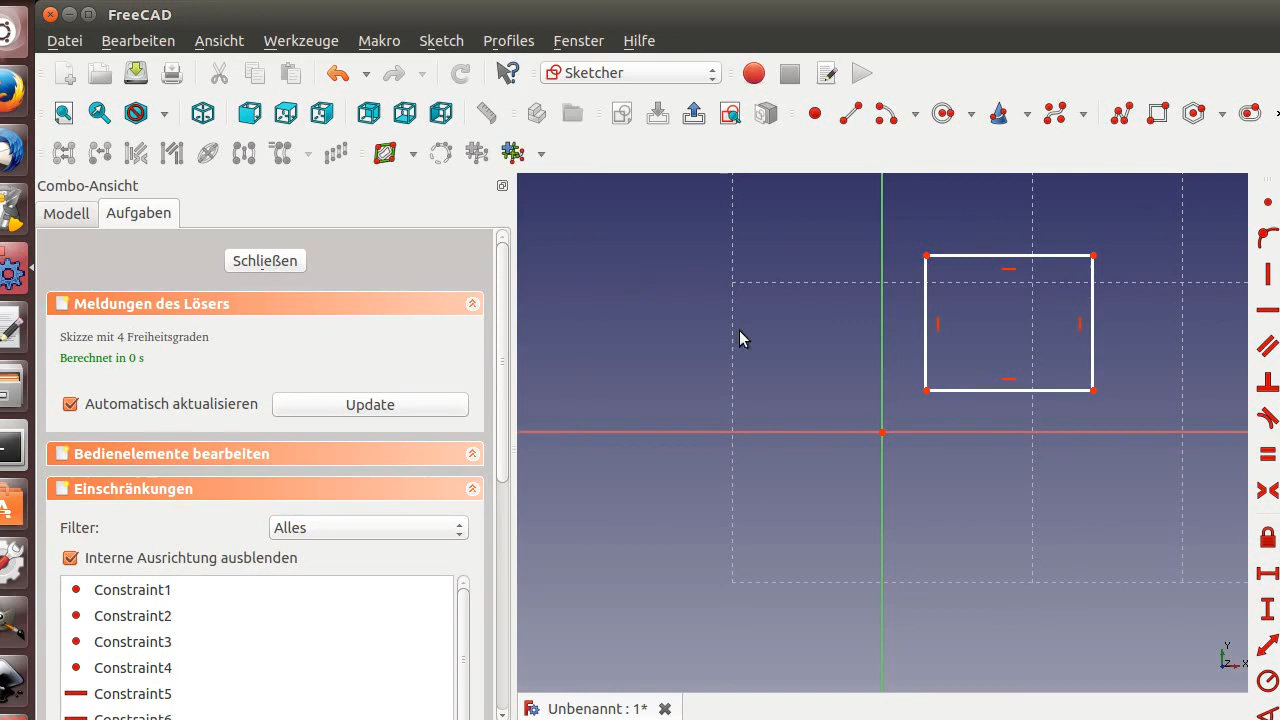 FreeCAD
Datei Bearbeiten Ansicht Werkzeuge Makro Sketch Profiles Fenster Hilfe
Sketcher
Combo-Ansicht
Modell Aufgaben
Schließen
Meldungen des Lösers
Skizze mit 4 Freiheitsgraden
Berechnet in 0 s
Automatisch aktualisieren Update
Bedienelemente bearbeiten
Einschränkungen
Filter: Alles
Interne Ausrichtung ausblenden
Constraint1
Constraint2
Constraint3
Constraint4
Constraint5
Constraint6
Y
Z X
Unbenannt : 1*